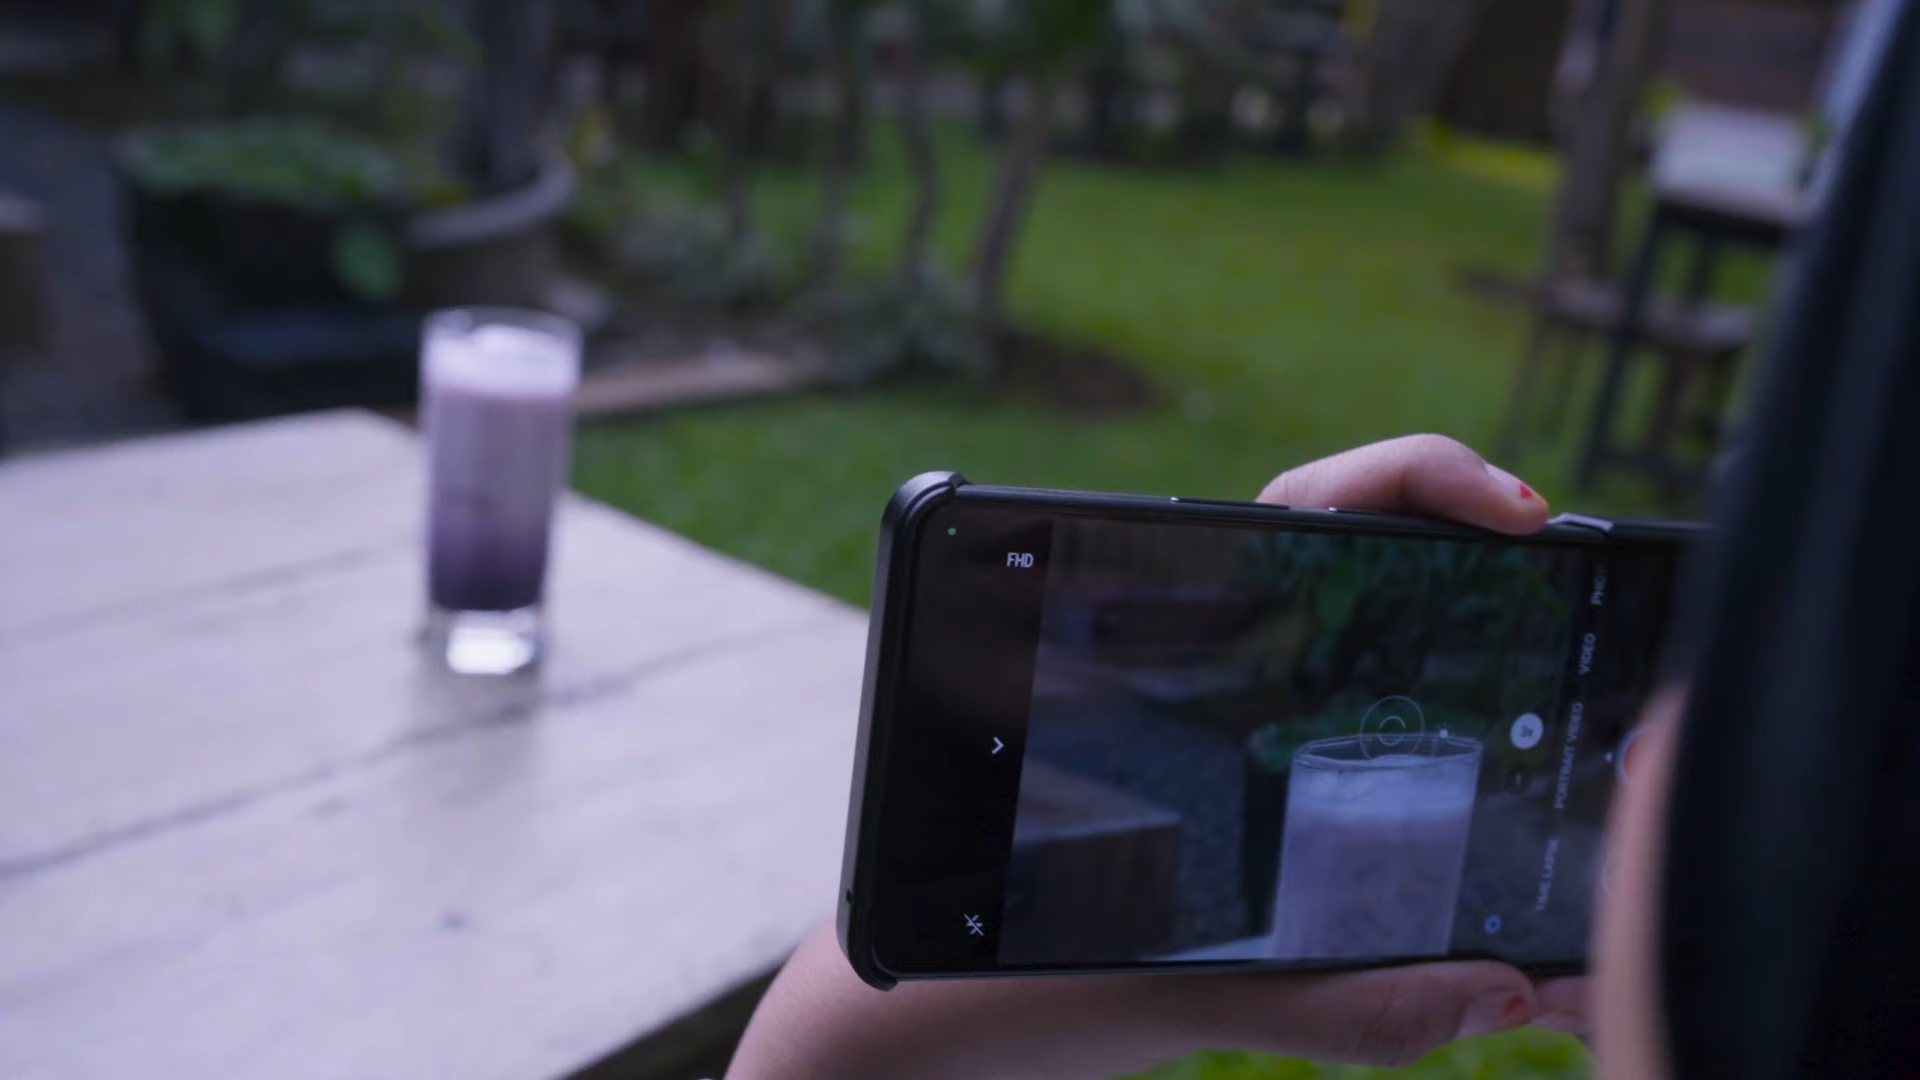 FHD
3x
PHO
VIDEO
PORTRAIT VIDEO
TIME-LAPSE